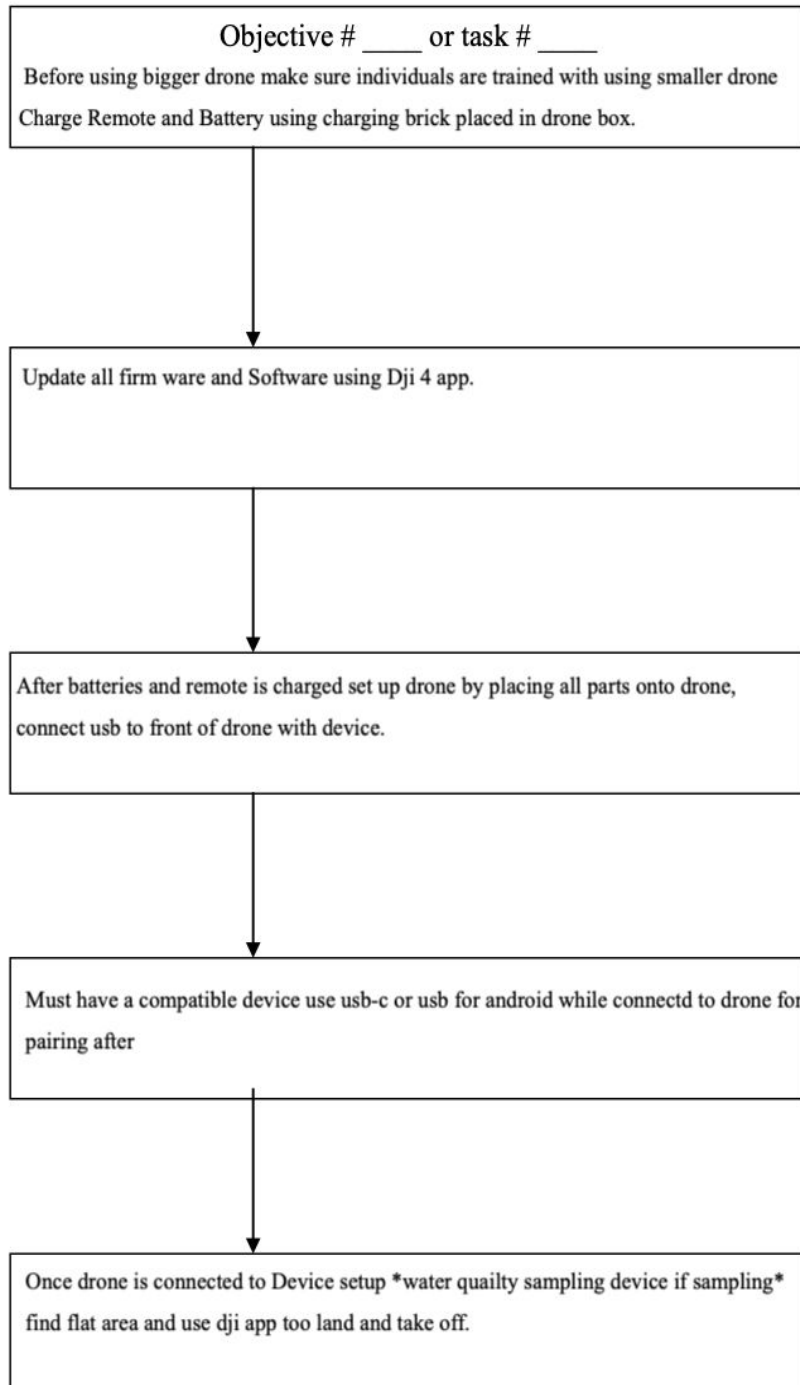 Objective # ____ or task # ____
Before using bigger drone make sure individuals are trained with using smaller drone
Charge Remote and Battery using charging brick placed in drone box.
Update all firm ware and Software using Dji 4 app.
After batteries and remote is charged set up drone by placing all parts onto drone,
connect usb to front of drone with device.
Must have a compatible device use usb-c or usb for android while connectd to drone for
pairing after
Once drone is connected to Device setup *water quailty sampling device if sampling*
find flat area and use dji app too land and take off.